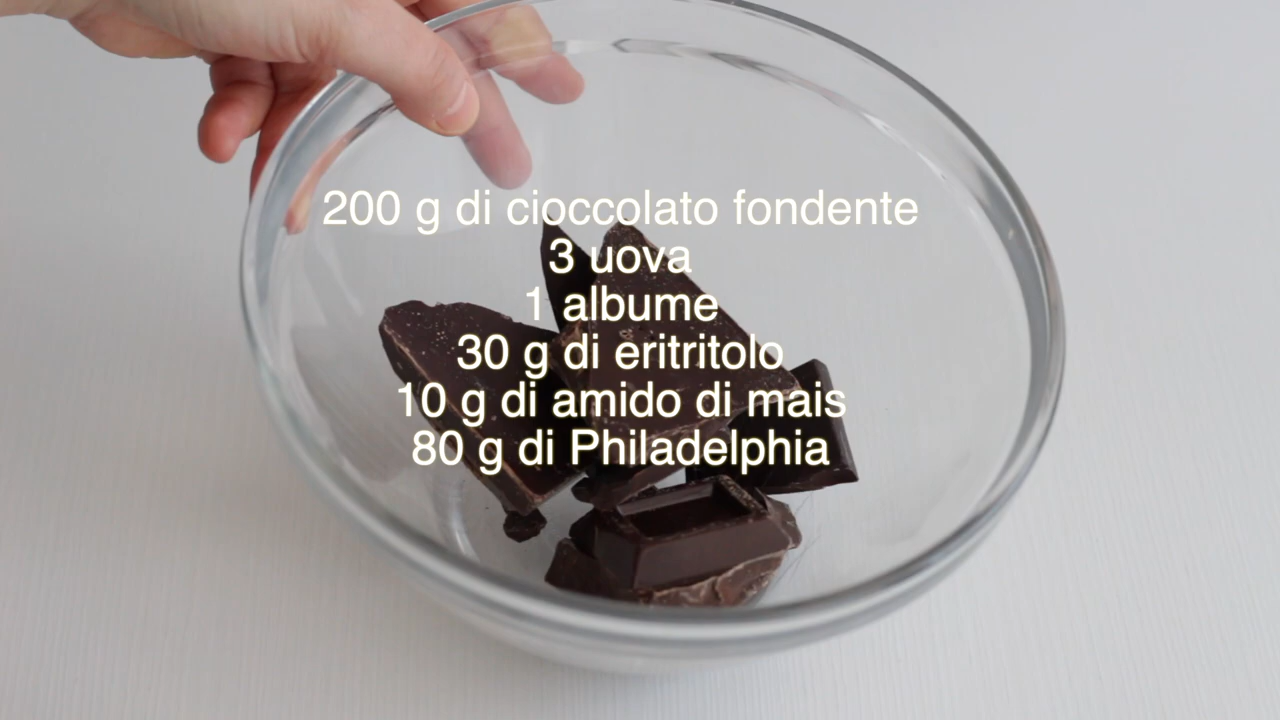 200 g di cioccolato fondente
3 uova
1 albume
30 g di eritritolo
10 g di amido di mais
80 g di Philadelphia